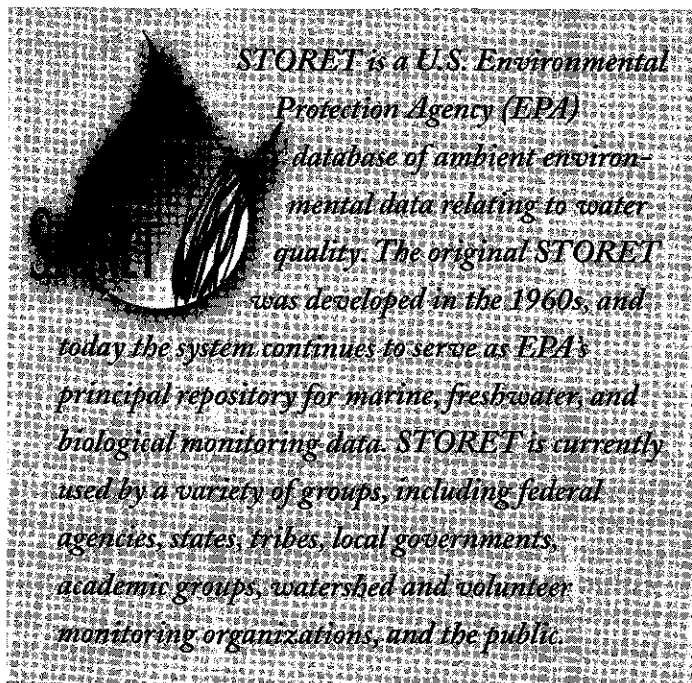 STORET is a U.S. Environmental
Protection Agency (EPA)
database of ambient environ-
mental data relating to water
quality. The original STORET
was developed in the 1960s, and
today the system continues to serve as EPA's
principal repository for marine, freshwater, and
biological monitoring data. STORET is currently
used by a variety of groups, including federal
agencies, states, tribes, local governments,
academic groups, watershed and volunteer
monitoring organizations, and the public.
STORET